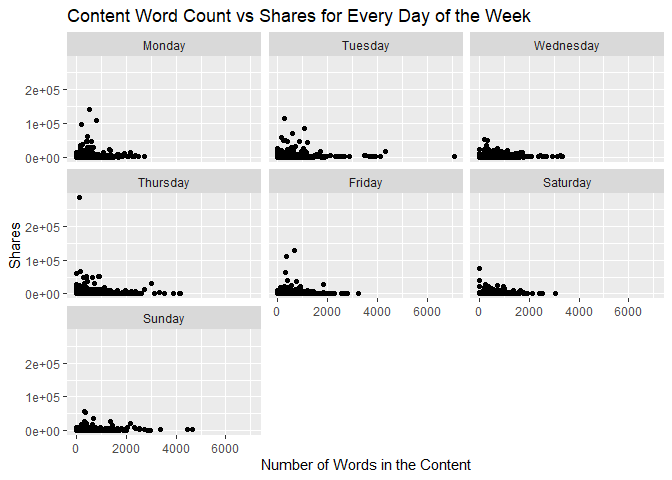 Content Word Count vs Shares for Every Day of the Week
Monday Tuesday Wednesday
2e+05
1e+05
0e+00
Thursday Friday Saturday
Shares
2e+05
1e+05
0e+00
0 2000 4000 6000 0 2000 4000 6000
Sunday
2e+05
1e+05
0e+00
0 2000 4000 6000
Number of Words in the Content